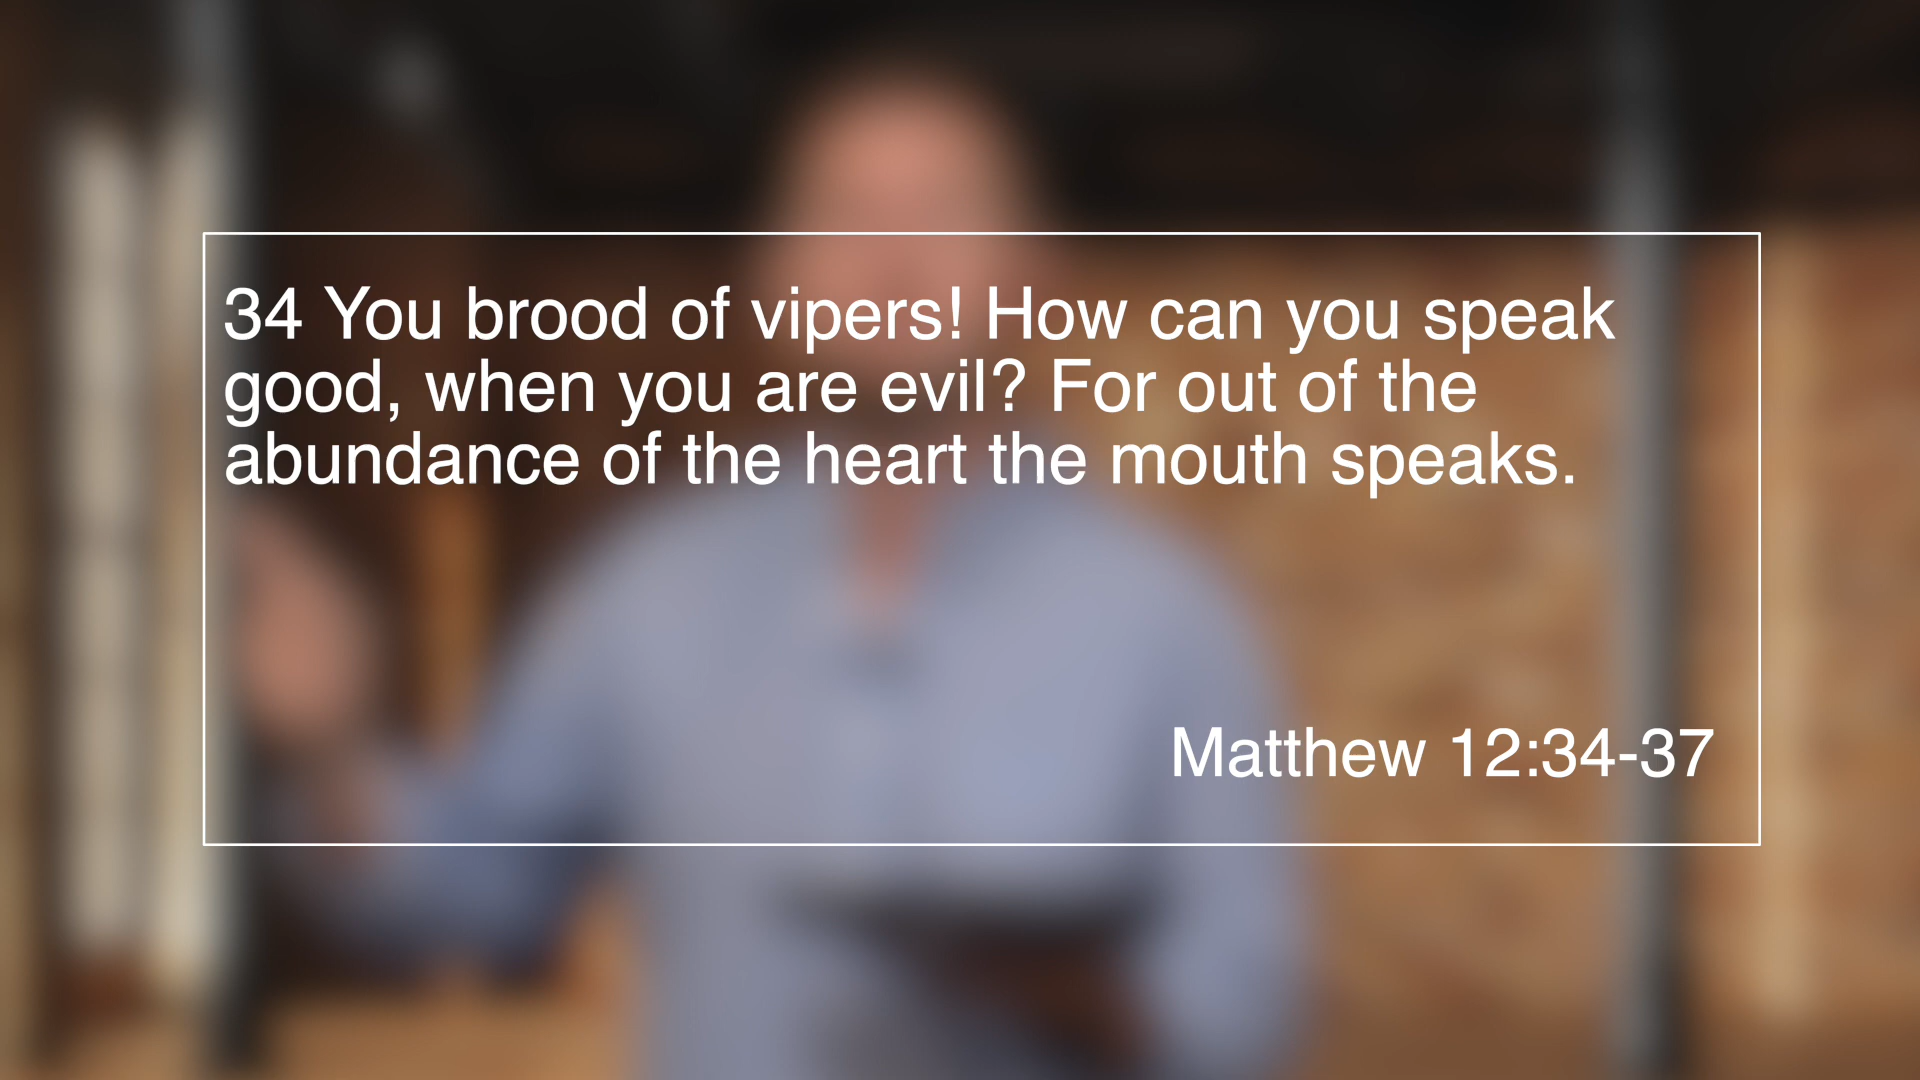 34 You brood of vipers! How can you speak
good, when you are evil? For out of the
abundance of the heart the mouth speaks.
Matthew 12:34-37